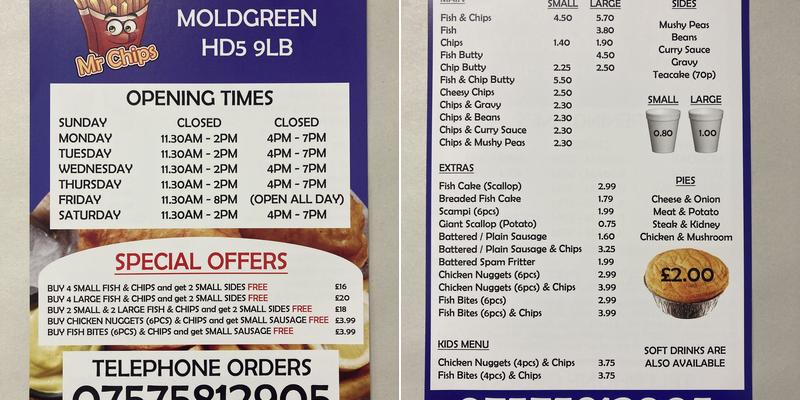 Mr Chips
MOLDGREEN
HD5 9LB
OPENING TIMES
SUNDAY CLOSED CLOSED
MONDAY 11.30AM - 2PM 4PM - 7PM
TUESDAY 11.30AM - 2PM 4PM - 7PM
WEDNESDAY 11.30AM - 2PM 4PM - 7PM
THURSDAY 11.30AM - 2PM 4PM - 7PM
FRIDAY 11.30AM - 8PM (OPEN ALL DAY)
SATURDAY 11.30AM - 2PM 4PM - 7PM
SPECIAL OFFERS
BUY 4 SMALL FISH & CHIPS and get 2 SMALL SIDES FREE £16
BUY 4 LARGE FISH & CHIPS and get 2 SMALL SIDES FREE £20
BUY 2 SMALL & 2 LARGE FISH & CHIPS and get 2 SMALL SIDES FREE £18
BUY CHICKEN NUGGETS (6PCS) & CHIPS and get SMALL SAUSAGE FREE £3.99
BUY FISH BITES (6PCS) & CHIPS and get SMALL SAUSAGE FREE £3.99
TELEPHONE ORDERS
07575812905
MAIN SMALL LARGE
Fish & Chips 4.50 5.70
Fish 3.80
Chips 1.40 1.90
Fish Butty 4.50
Chip Butty 2.25 2.50
Fish & Chip Butty 5.50
Cheesy Chips 2.50
Chips & Gravy 2.30
Chips & Beans 2.30
Chips & Curry Sauce 2.30
Chips & Mushy Peas 2.30
EXTRAS
Fish Cake (Scallop) 2.99
Breaded Fish Cake 1.79
Scampi (6pcs) 1.99
Giant Scallop (Potato) 0.75
Battered / Plain Sausage 1.60
Battered / Plain Sausage & Chips 3.25
Battered Spam Fritter 1.99
Chicken Nuggets (6pcs) 2.99
Chicken Nuggets (6pcs) & Chips 3.99
Fish Bites (6pcs) 2.99
Fish Bites (6pcs) & Chips 3.99
KIDS MENU
Chicken Nuggets (4pcs) & Chips 3.75
Fish Bites (4pcs) & Chips 3.75
SIDES
Mushy Peas
Beans
Curry Sauce
Gravy
Teacake (70p)
SMALL LARGE
0.80 1.00
PIES
Cheese & Onion
Meat & Potato
Steak & Kidney
Chicken & Mushroom
£2.00
SOFT DRINKS ARE
ALSO AVAILABLE